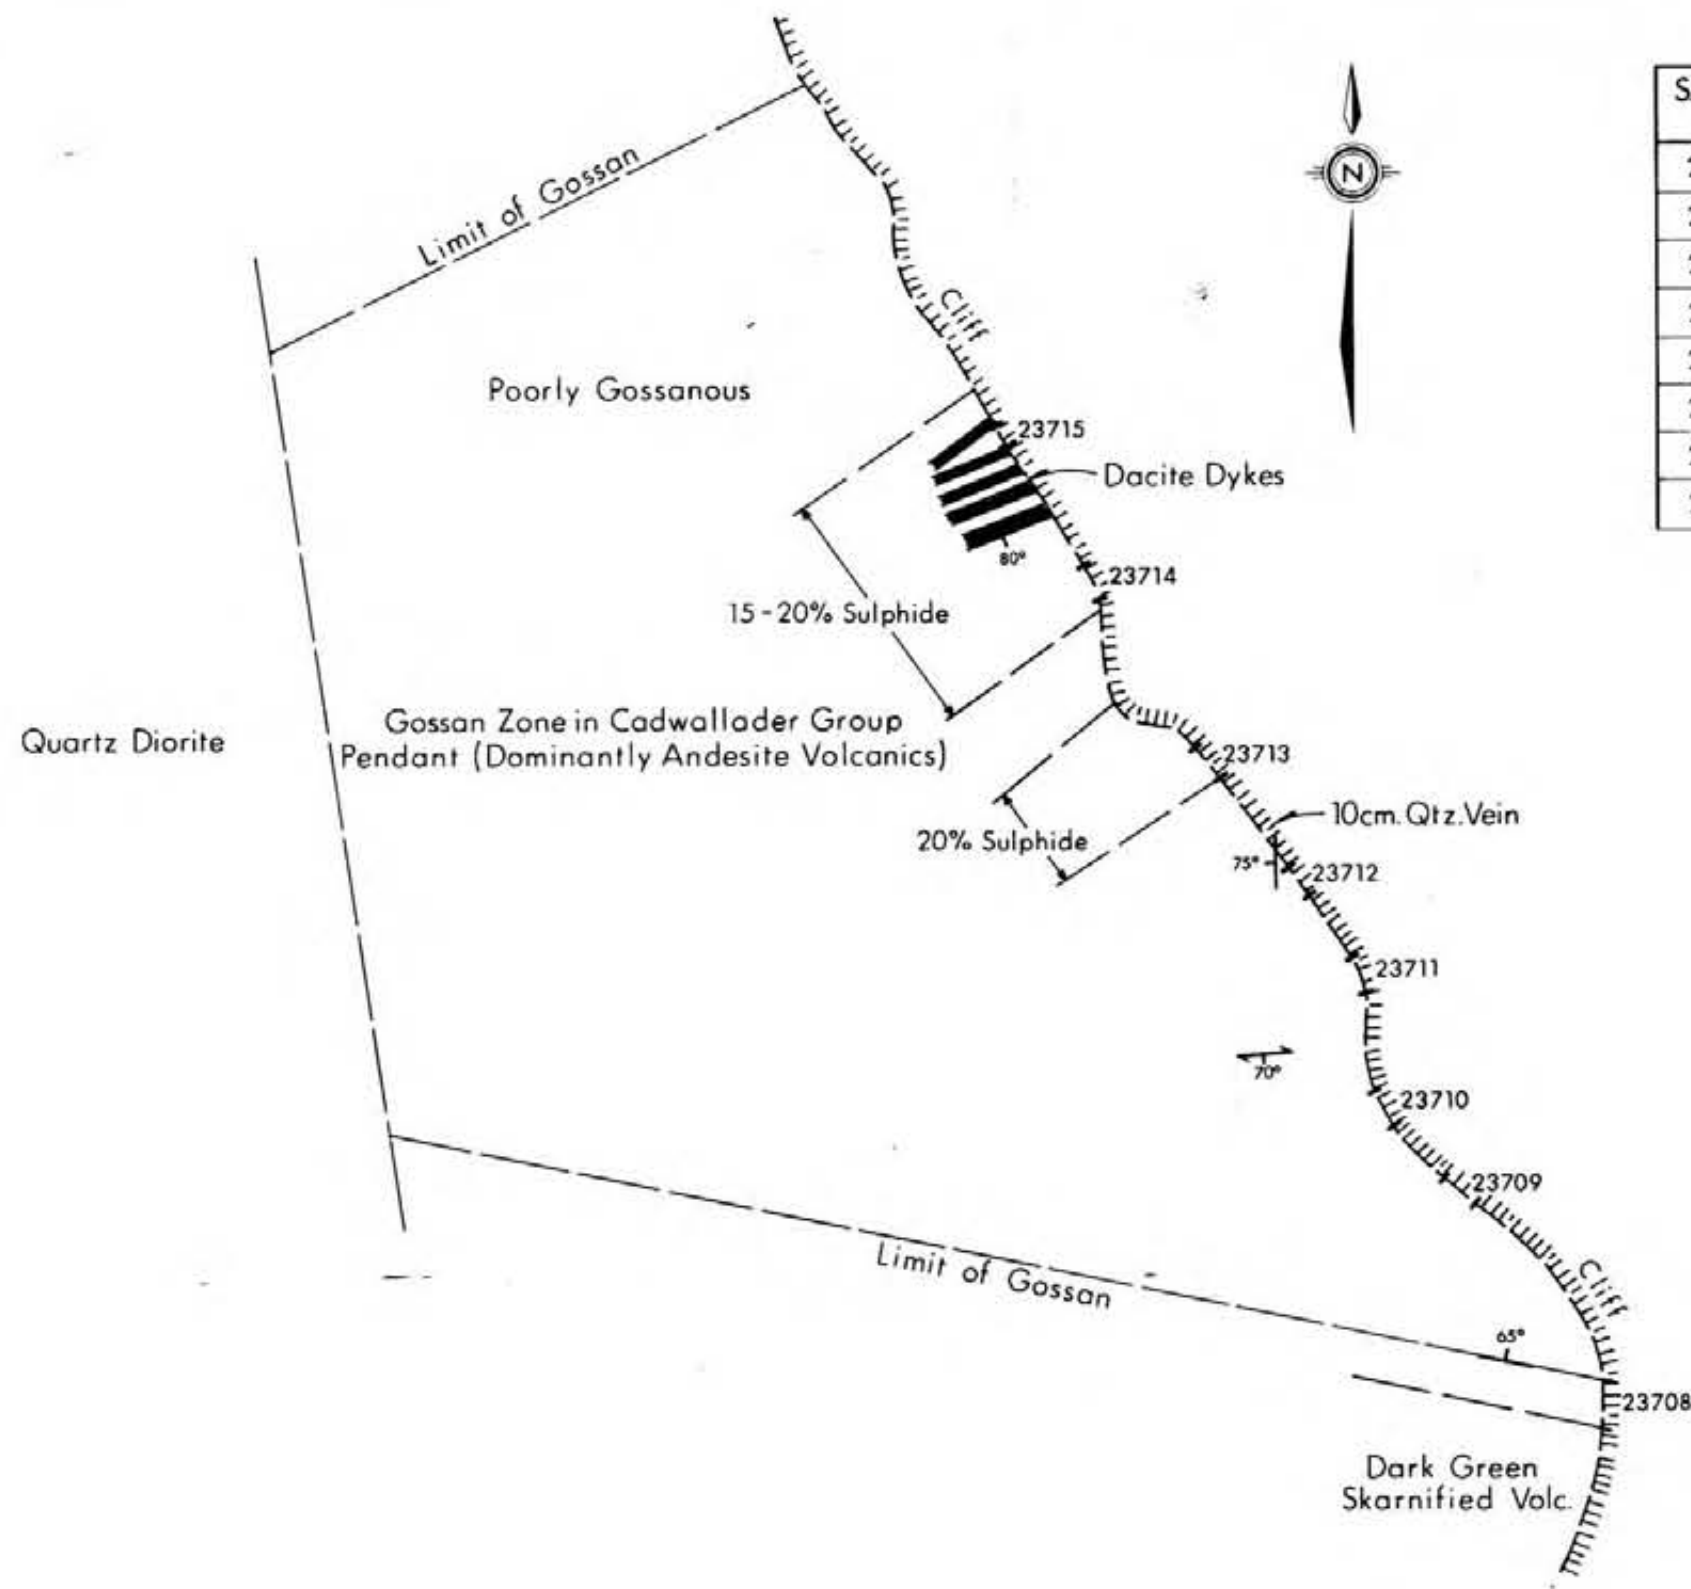 Limit of Gossan
N
S
Cliff
Poorly Gossanous
23715
Dacite Dykes
80°
23714
15-20% Sulphide
Gossan Zone in Cadwallader Group
Pendant (Dominantly Andesite Volcanics)
Quartz Diorite
23713
10cm. Qtz. Vein
20% Sulphide
75°
23712
23711
70°
23710
23709
Limit of Gossan
Cliff
65°
23708
Dark Green
Skarnified Volc.